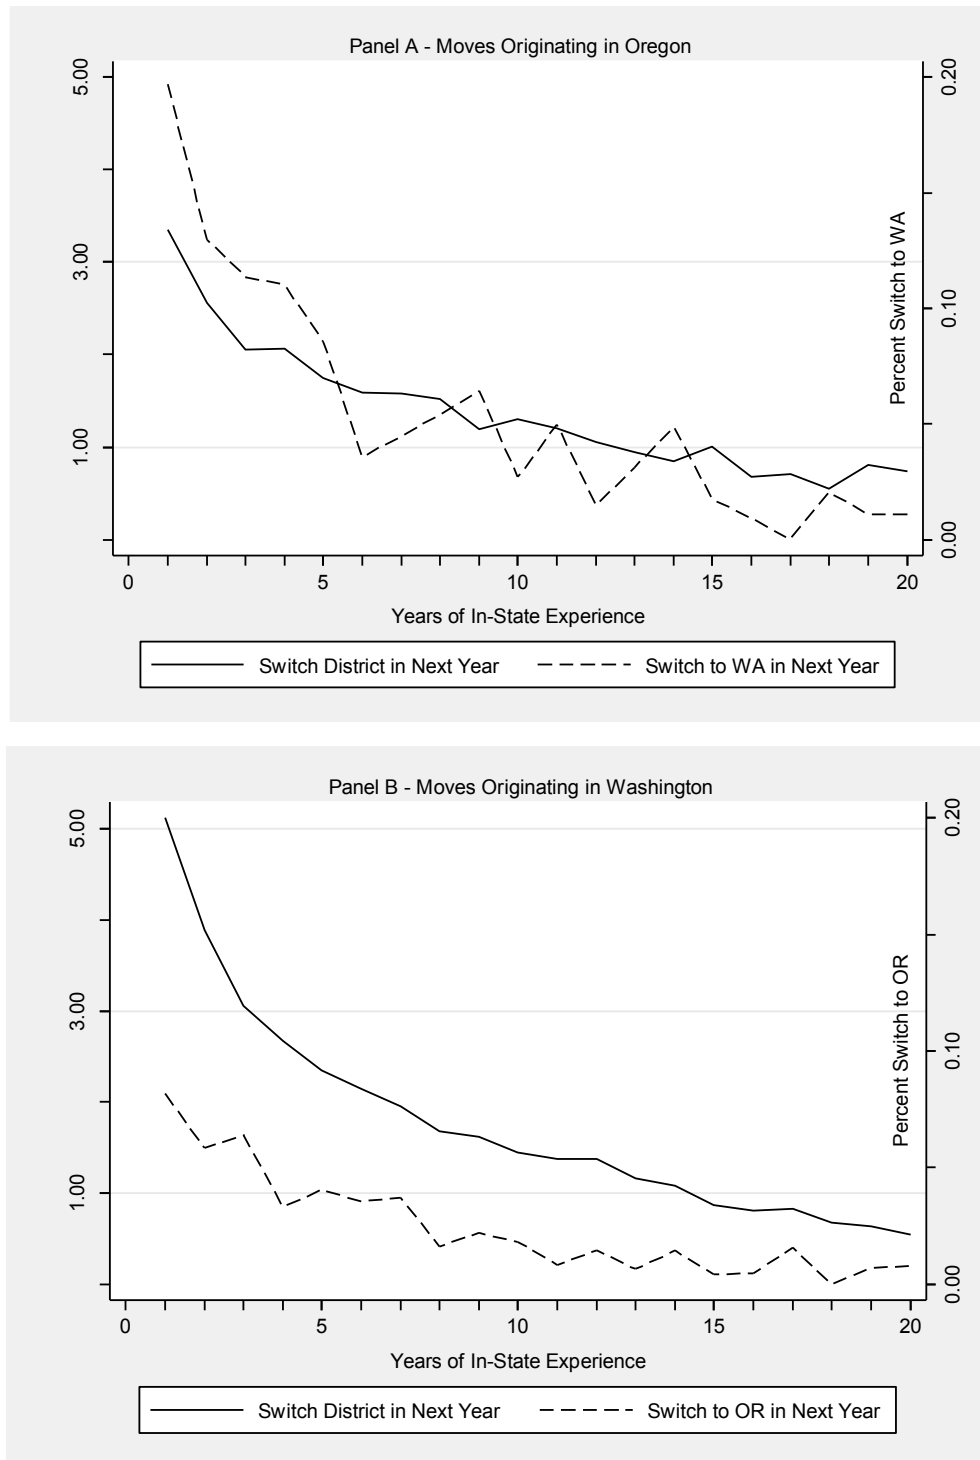 Panel A - Moves Originating in Oregon
5.00
3.00
1.00
0.20
0.10
0.00
Percent Switch to WA
0 5 10 15 20
Years of In-State Experience
Switch District in Next Year Switch to WA in Next Year
Panel B - Moves Originating in Washington
5.00
3.00
1.00
0.20
0.10
0.00
Percent Switch to OR
0 5 10 15 20
Years of In-State Experience
Switch District in Next Year Switch to OR in Next Year